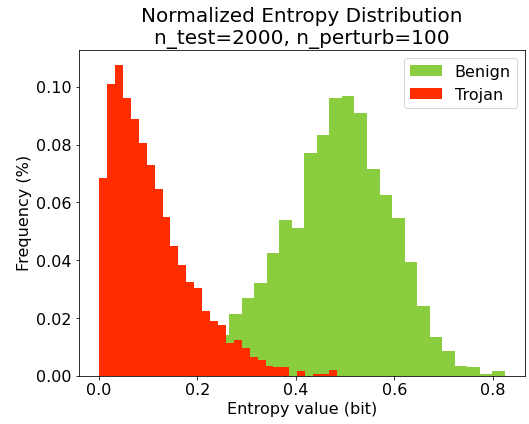 Normalized Entropy Distribution
n_test=2000, n_perturb=100
Benign
Trojan
Frequency (%)
0.10
0.08
0.06
0.04
0.02
0.00
0.0 0.2 0.4 0.6 0.8
Entropy value (bit)